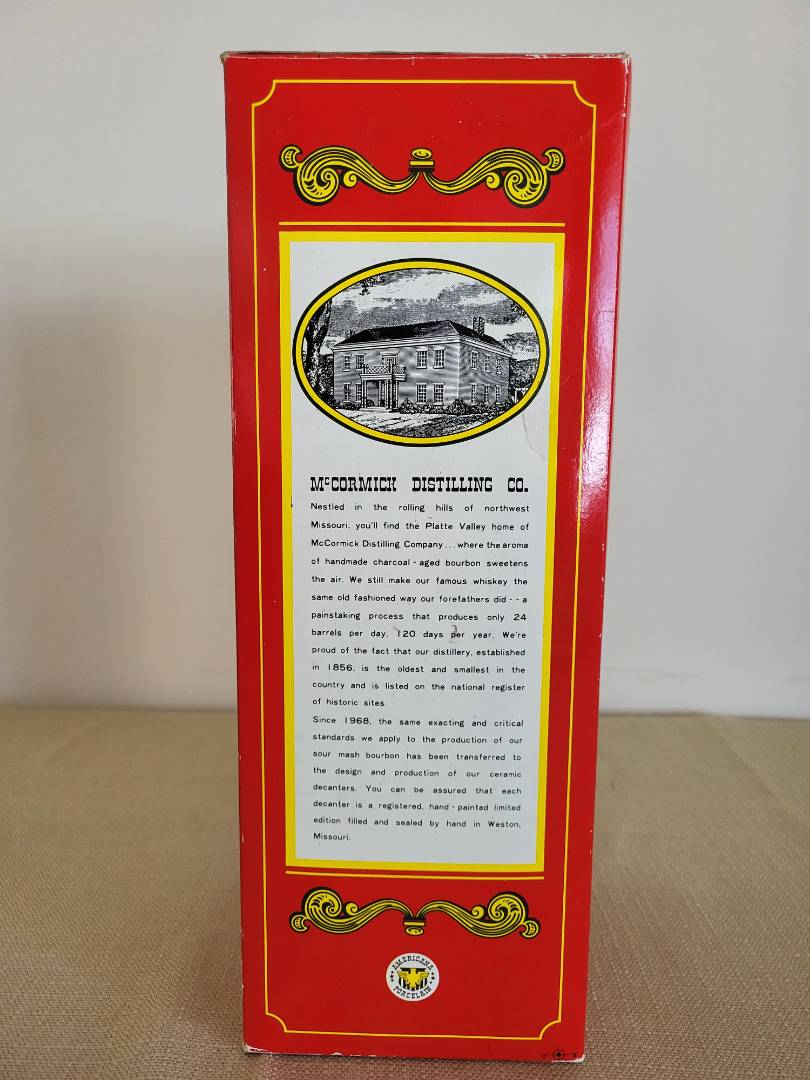 McCORMICK DISTILLING CO.
Nestled in the rolling hills of northwest
Missouri, you'll find the Platte Valley home of
McCormick Distilling Company...where the aroma
of handmade charcoal-aged bourbon sweetens
the air. We still make our famous whiskey the
same old fashioned way our forefathers did--a
painstaking process that produces only 24
barrels per day, 120 days per year. We're
proud of the fact that our distillery, established
in 1856, is the oldest and smallest in the
country and is listed on the national register
of historic sites.
Since 1968, the same exacting and critical
standards we apply to the production of our
sour mash bourbon has been transferred to
the design and production of our ceramic
decanters. You can be assured that each
decanter is a registered, hand-painted limited
edition filled and sealed by hand in Weston,
Missouri.
AMERICANA
PORCELAIN